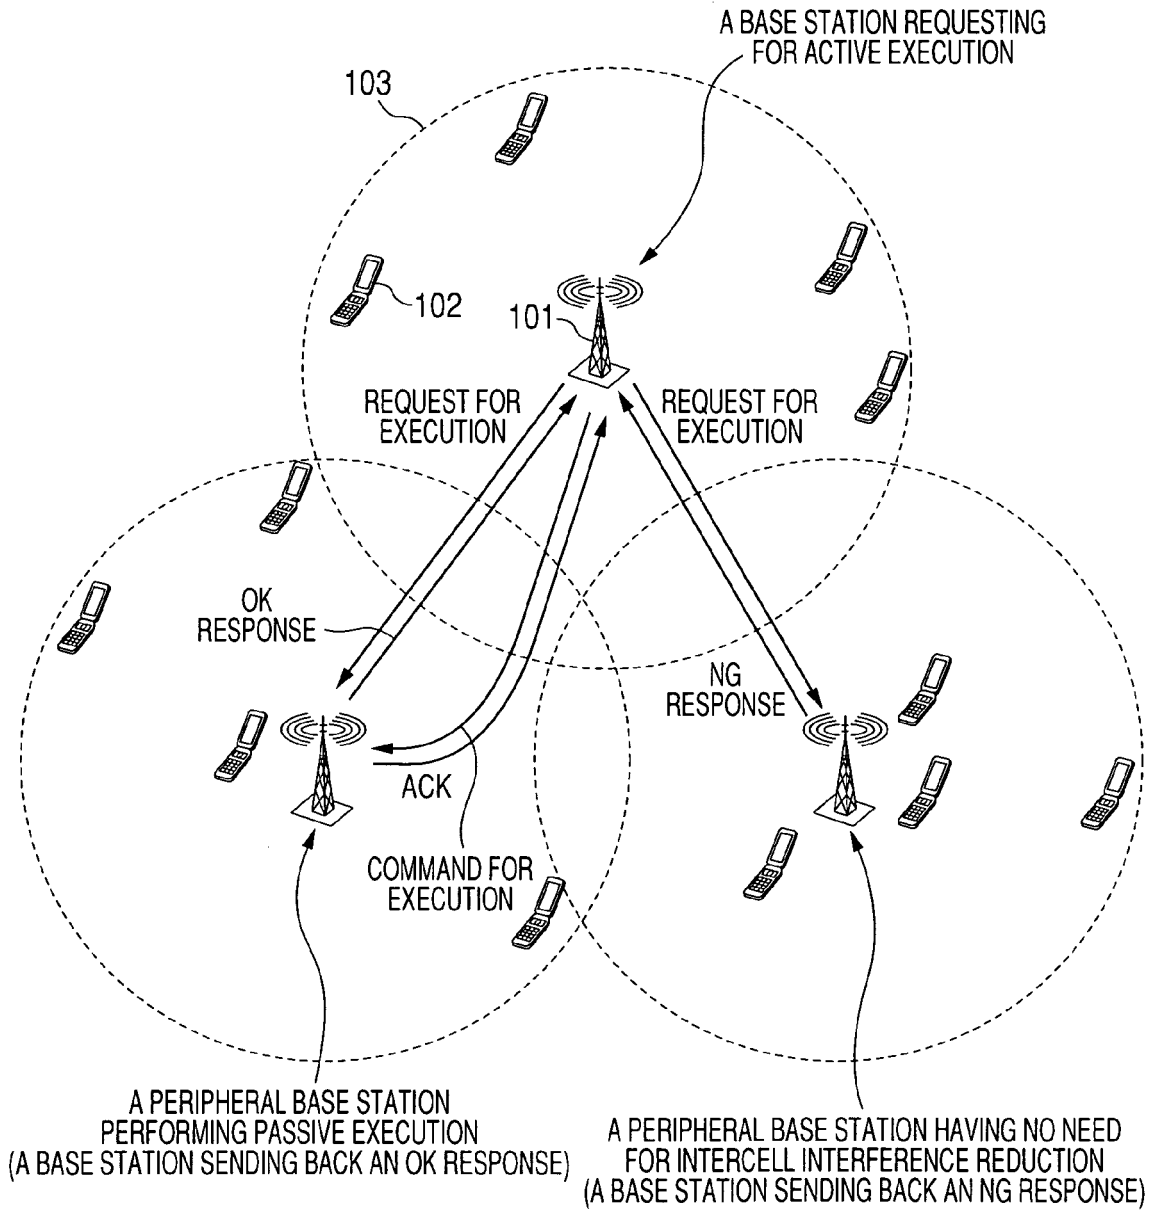 A BASE STATION REQUESTING
FOR ACTIVE EXECUTION
103
102
101
REQUEST FOR
EXECUTION
REQUEST FOR
EXECUTION
OK
RESPONSE
NG
RESPONSE
ACK
COMMAND FOR
EXECUTION
A PERIPHERAL BASE STATION
PERFORMING PASSIVE EXECUTION
(A BASE STATION SENDING BACK AN OK RESPONSE)
A PERIPHERAL BASE STATION HAVING NO NEED
FOR INTERCELL INTERFERENCE REDUCTION
(A BASE STATION SENDING BACK AN NG RESPONSE)